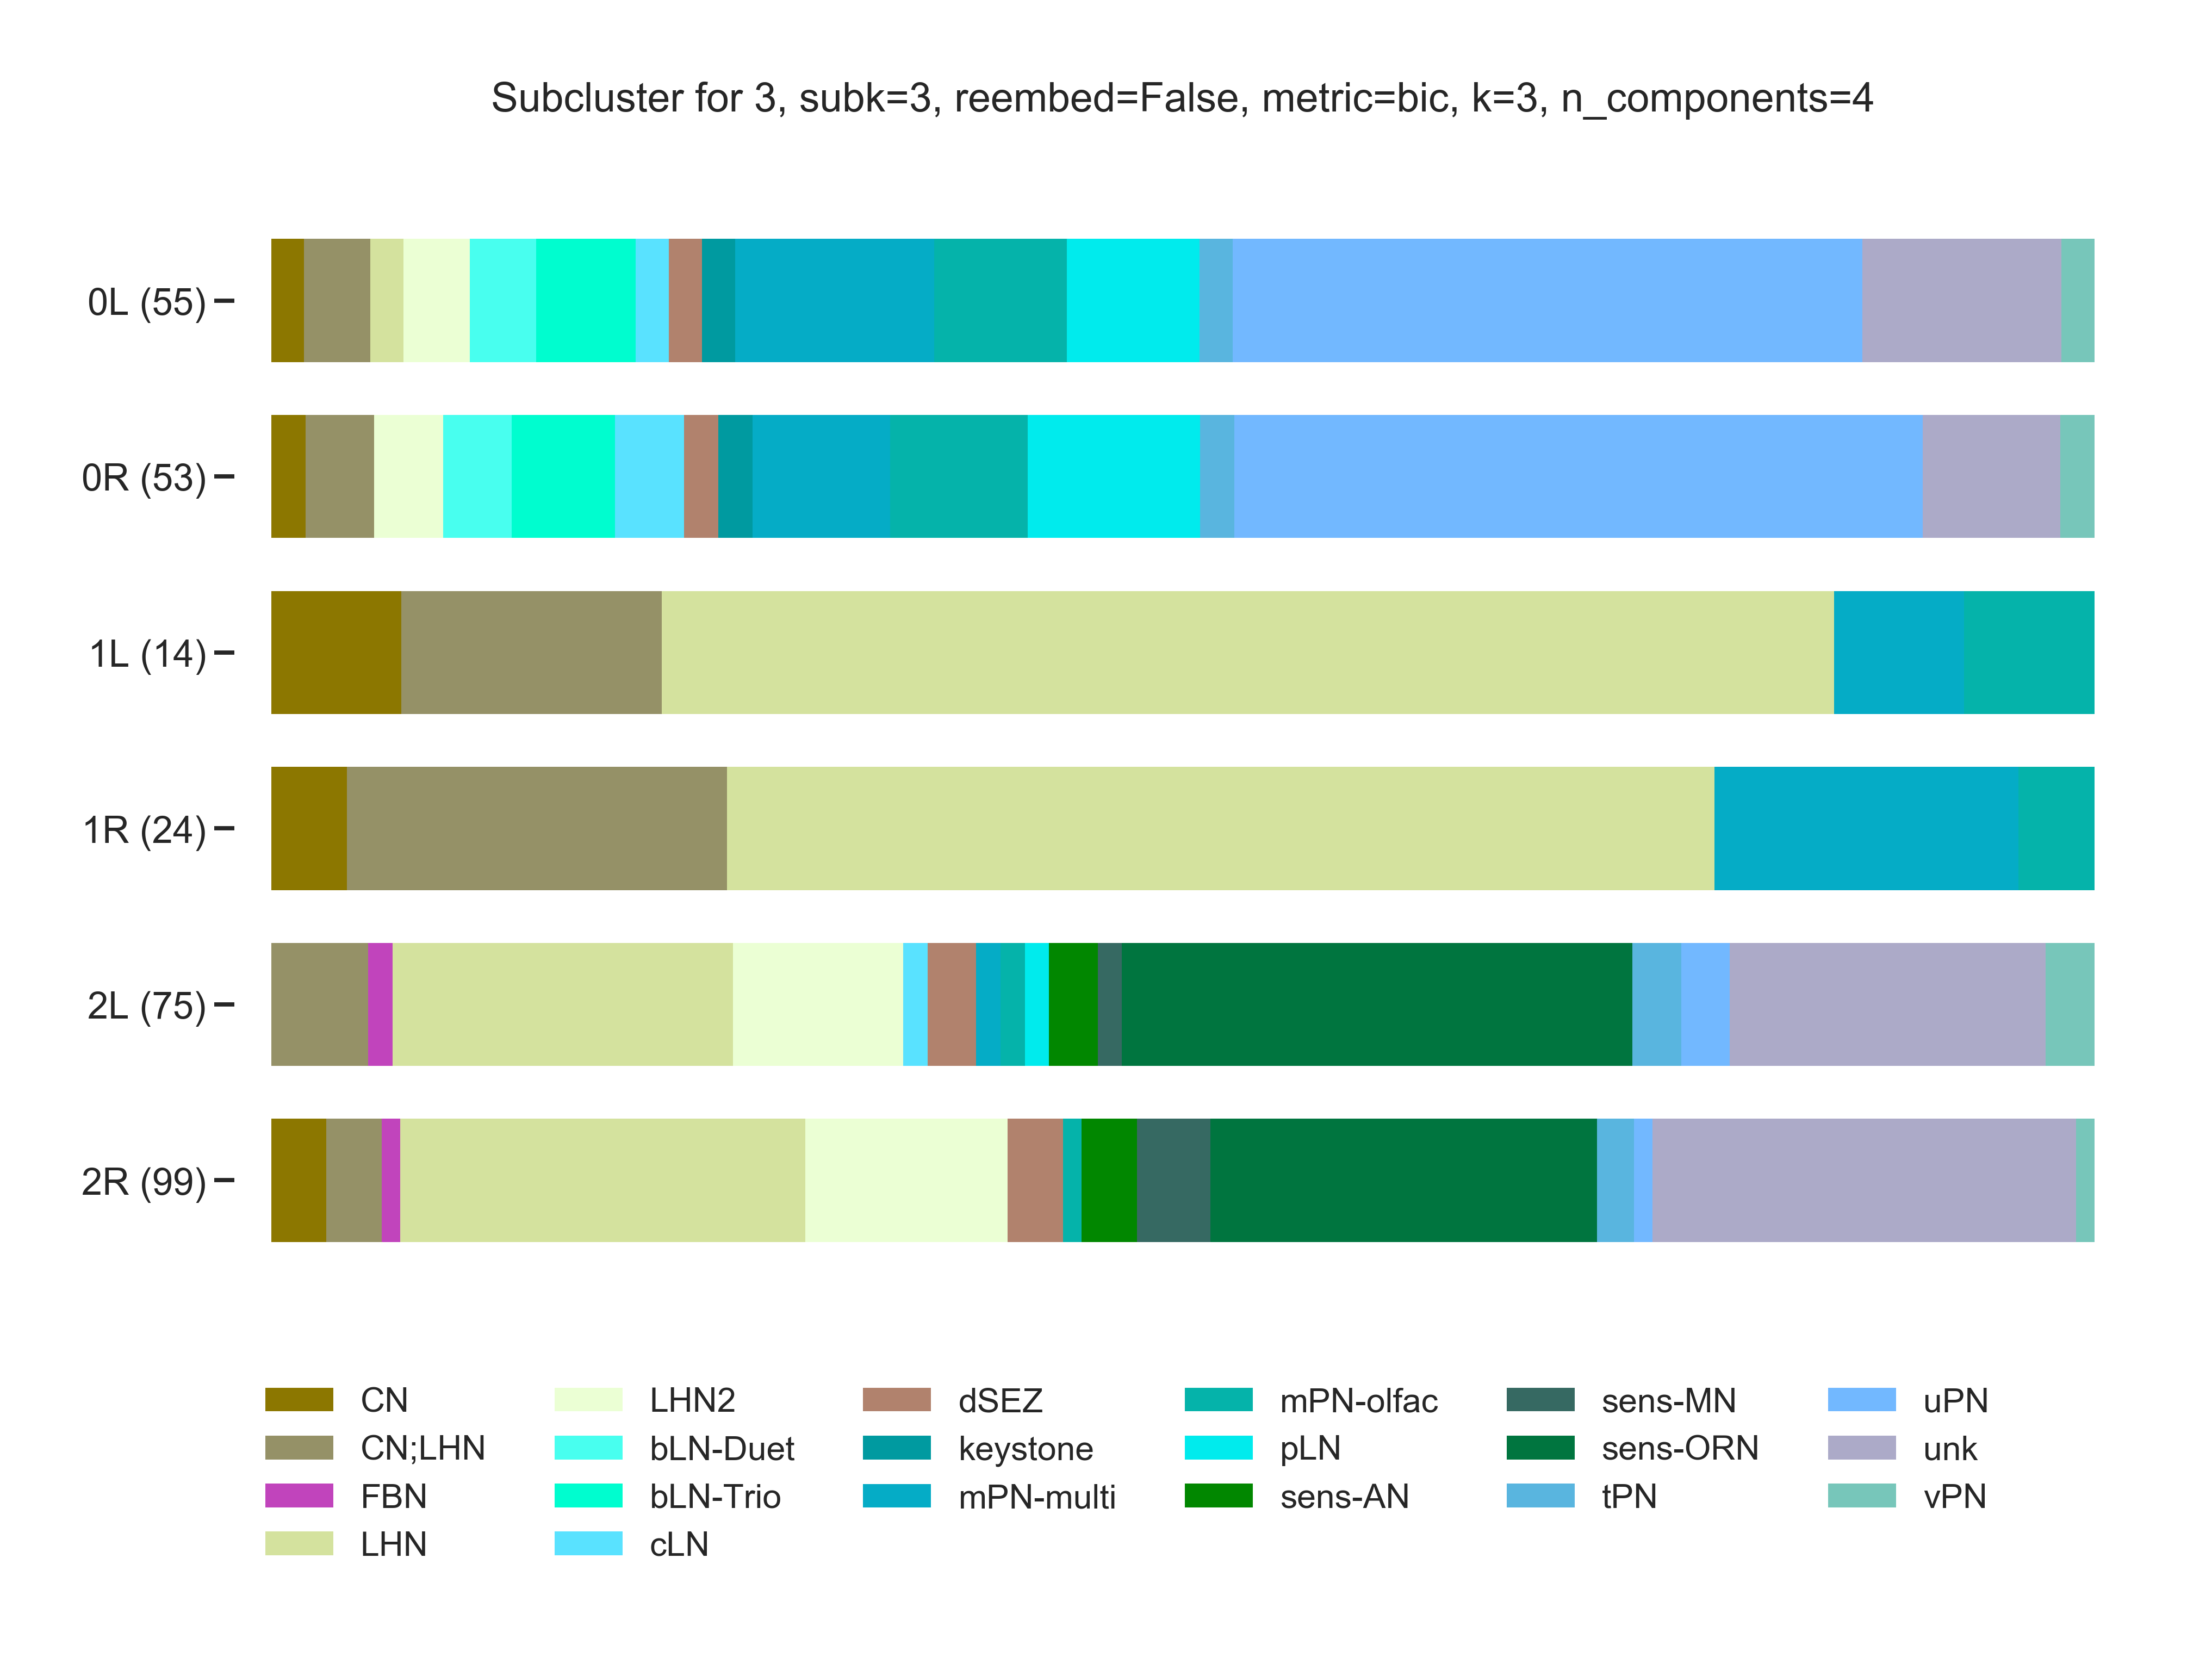 Subcluster for 3, subk=3, reembed=False, metric=bic, k=3, n_components=4
0L (55)
0R (53)
1L (14)
1R (24)
2L (75)
2R (99)
CN LHN2 dSEZ mPN-olfac sens-MN uPN
CN;LHN bLN-Duet keystone pLN sens-ORN unk
FBN bLN-Trio mPN-multi sens-AN tPN vPN
LHN cLN